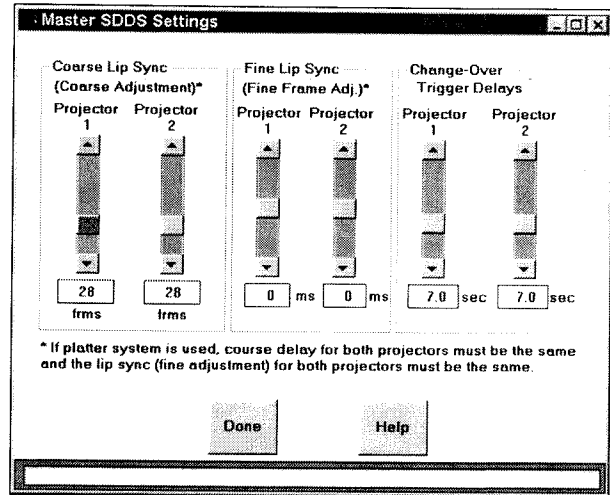 Master SDDS Settings
Coarse Lip Sync
(Coarse Adjustment)*
Projector 1
Projector 2
28
frms
28
frms
Fine Lip Sync
(Fine Frame Adj.)*
Projector 1
Projector 2
0 ms
0 ms
Change-Over
Trigger Delays
Projector 1
Projector 2
7.0 sec
7.0 sec
* If platter system is used, course delay for both projectors must be the same
and the lip sync (fine adjustment) for both projectors must be the same.
Done
Help